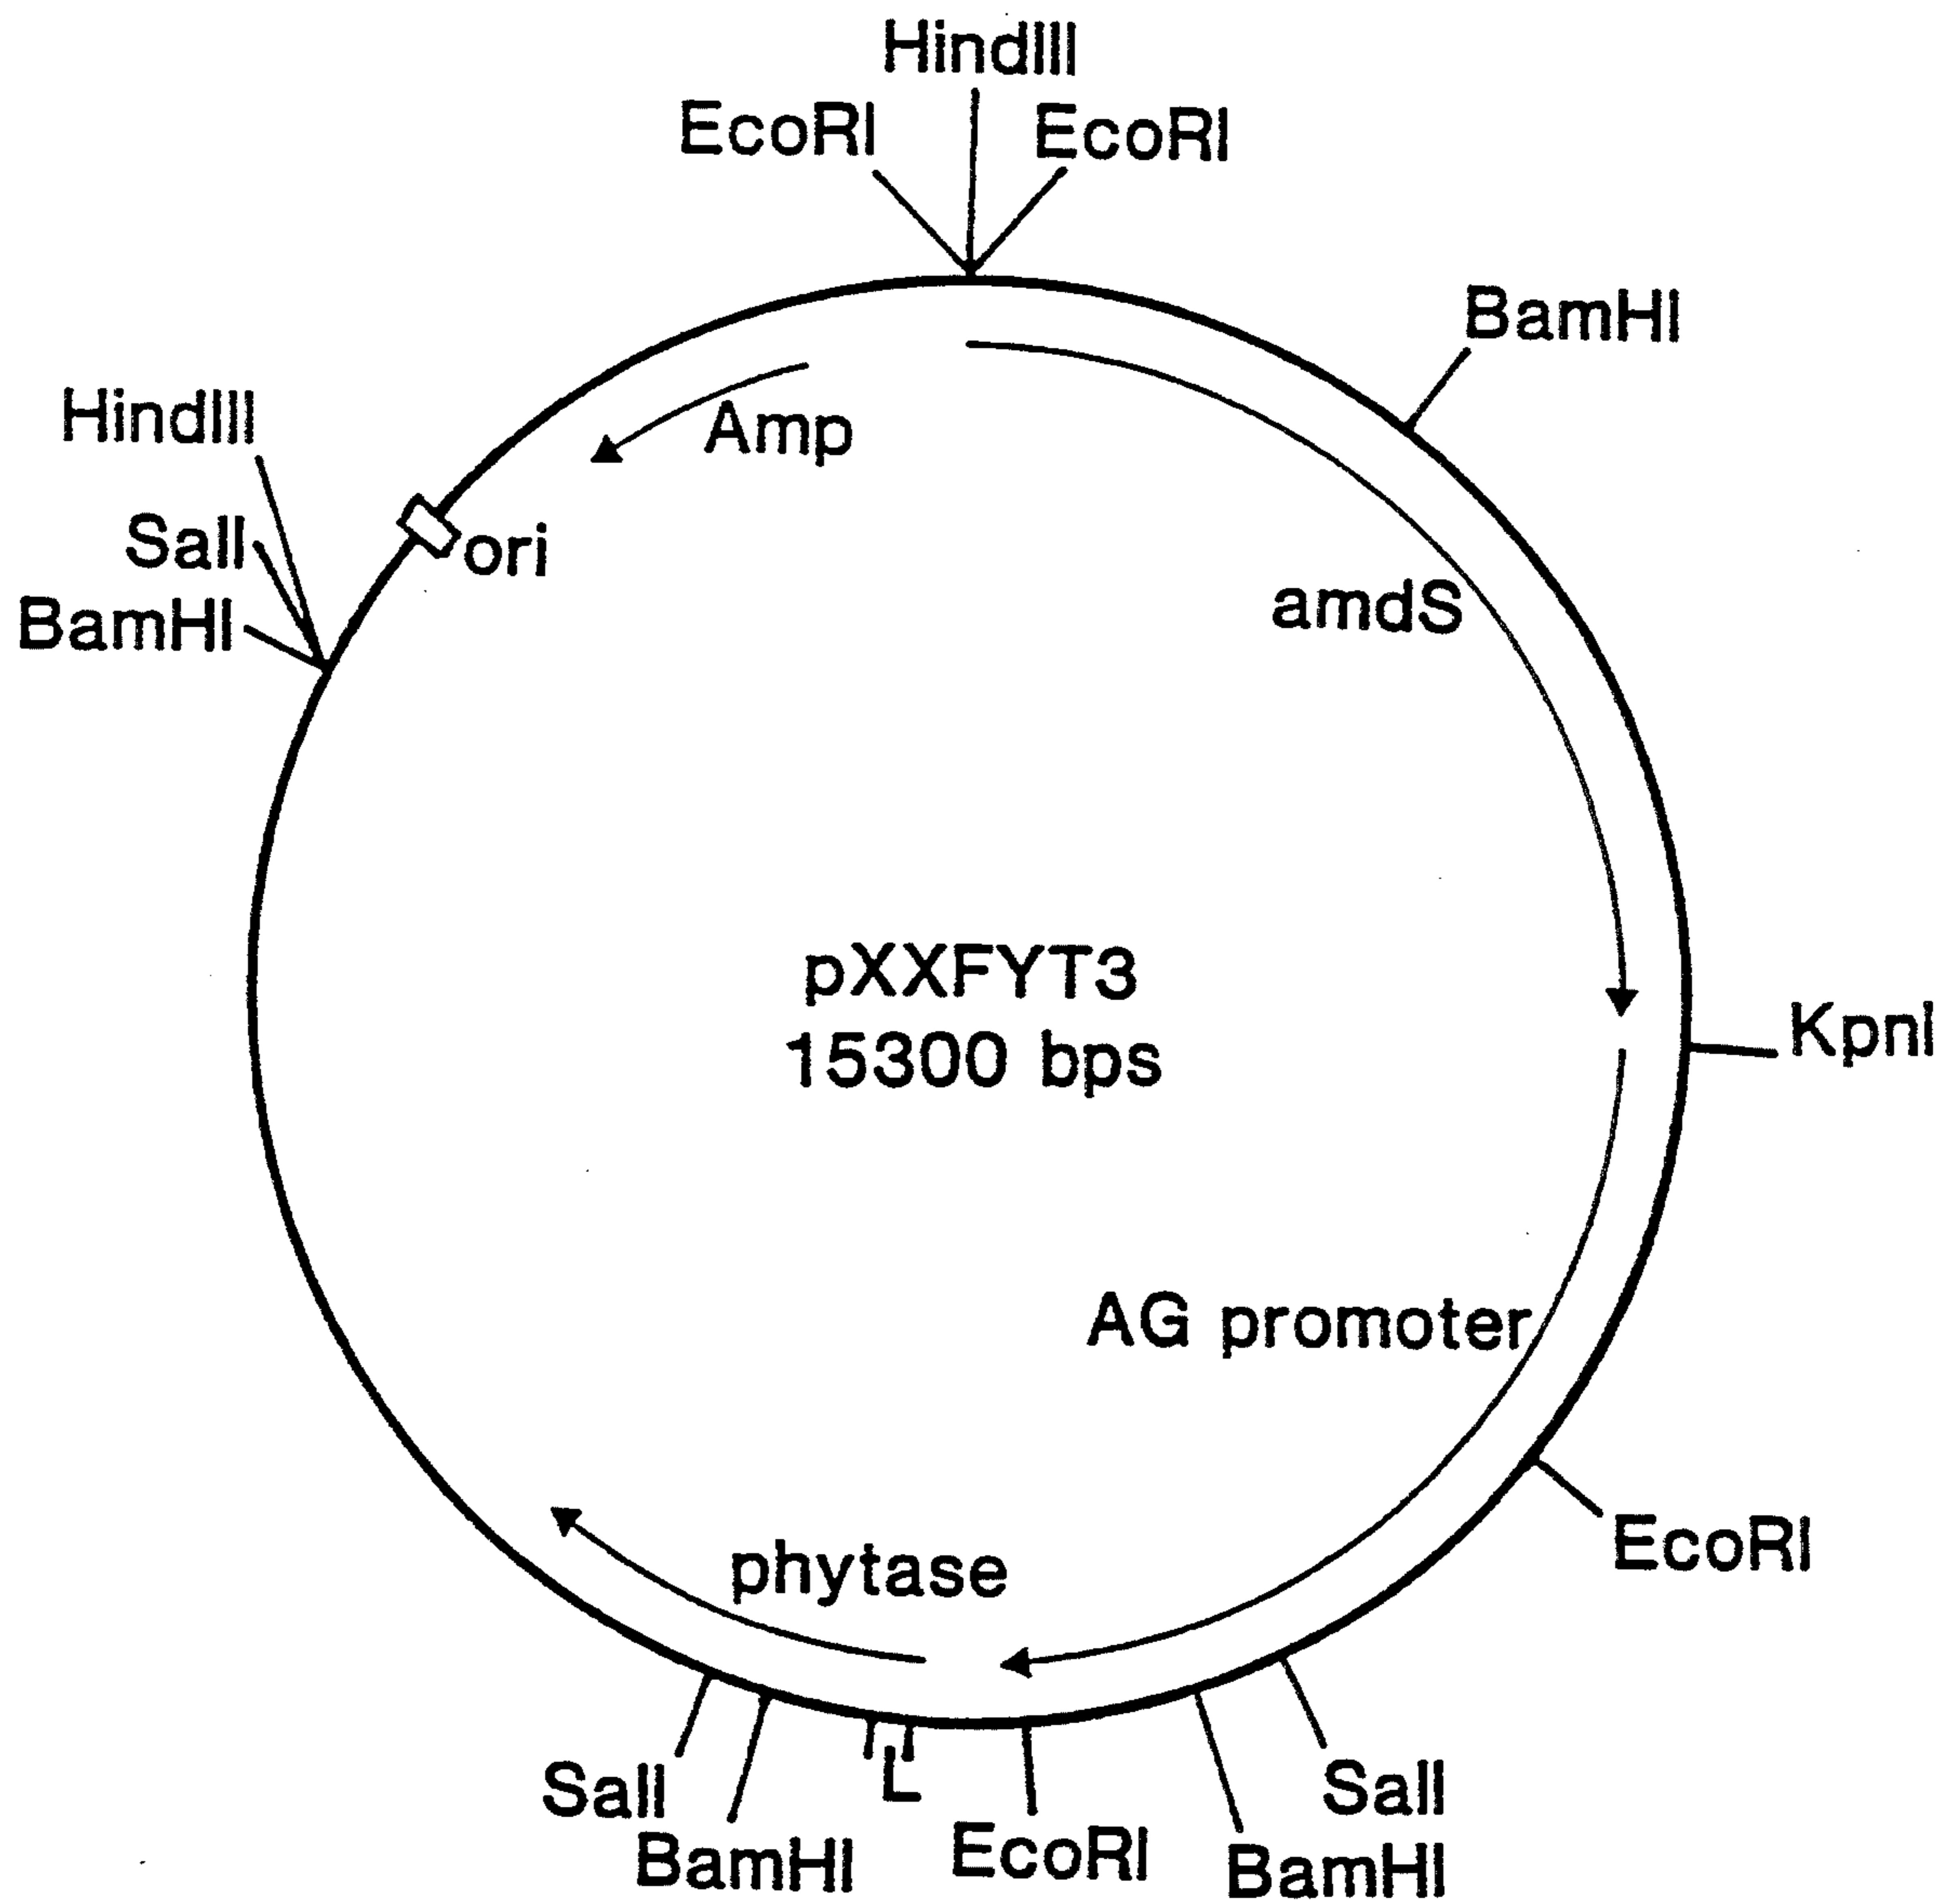 HindIII
EcoRI
EcoRI
BamHI
HindIII
Amp
SalI
ori
BamHI
amdS
pXXFYT3
15300 bps
KpnI
AG promoter
EcoRI
phytase
SalI
L
SalI
BamHI
EcoRI
BamHI